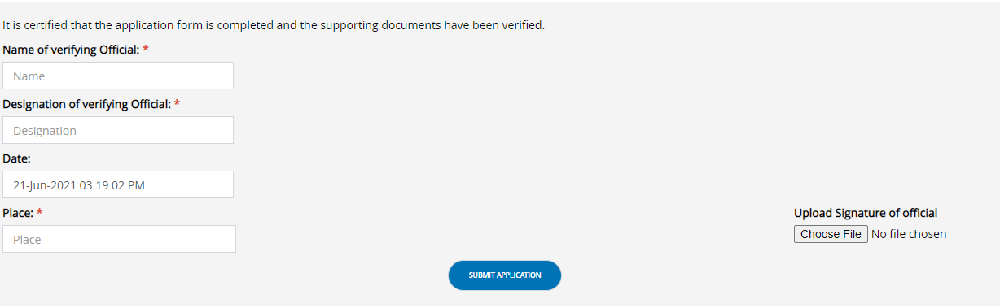 It is certified that the application form is completed and the supporting documents have been verified.
Name of verifying Official: *
Name
Designation of verifying Official: *
Designation
Date:
21-Jun-2021 03:19:02 PM
Place: *
Upload Signature of official
Place
Choose File No file chosen
SUBMIT APPLICATION